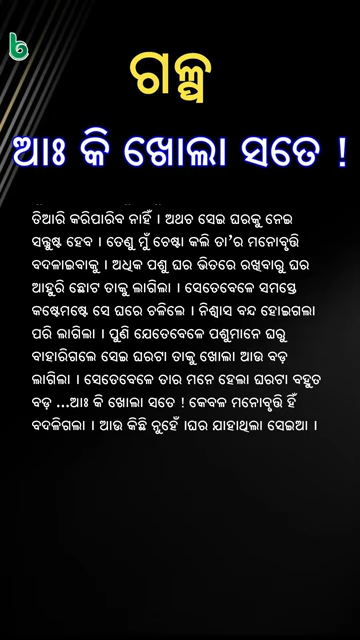 ଗଳ୍ପ
ଆଃ କି ଖୋଲା ସତେ !
ତିଆରି କରିପାରିବ ନାହିଁ । ଅଥଚ ସେଇ ଘରକୁ ନେଇ
ସନ୍ତୁଷ୍ଟ ହେବ । ତେଣୁ ମୁଁ ଚେଷ୍ଟା କଲି ତା’ର ମନୋବୃତ୍ତି
ବଦଳାଇବାକୁ । ଅଧିକ ପଶୁ ଘର ଭିତରେ ରଖିବାରୁ ଘର
ଆହୁରି ଛୋଟ ତାକୁ ଲାଗିଲା । ସେତେବେଳେ ସମସ୍ତେ
କଷ୍ଟେମଷ୍ଟେ ସେ ଘରେ ଚଳିଲେ । ନିଶ୍ୱାସ ବନ୍ଦ ହୋଇଗଲା
ପରି ଲାଗିଲା । ପୁଣି ଯେତେବେଳେ ପଶୁମାନେ ଘରୁ
ବାହାରିଗଲେ ସେଇ ଘରଟା ତାକୁ ଖୋଲା ଆଉ ବଡ଼
ଲାଗିଲା । ସେତେବେଳେ ତାର ମନେ ହେଲା ଘରଟା ବହୁତ
ବଡ଼ ...ଆଃ କି ଖୋଲା ସତେ ! କେବଳ ମନୋବୃତ୍ତି ହିଁ
ବଦଳିଗଲା । ଆଉ କିଛି ନୁହେଁ ।ଘର ଯାହାଥିଲା ସେଇଆ ।